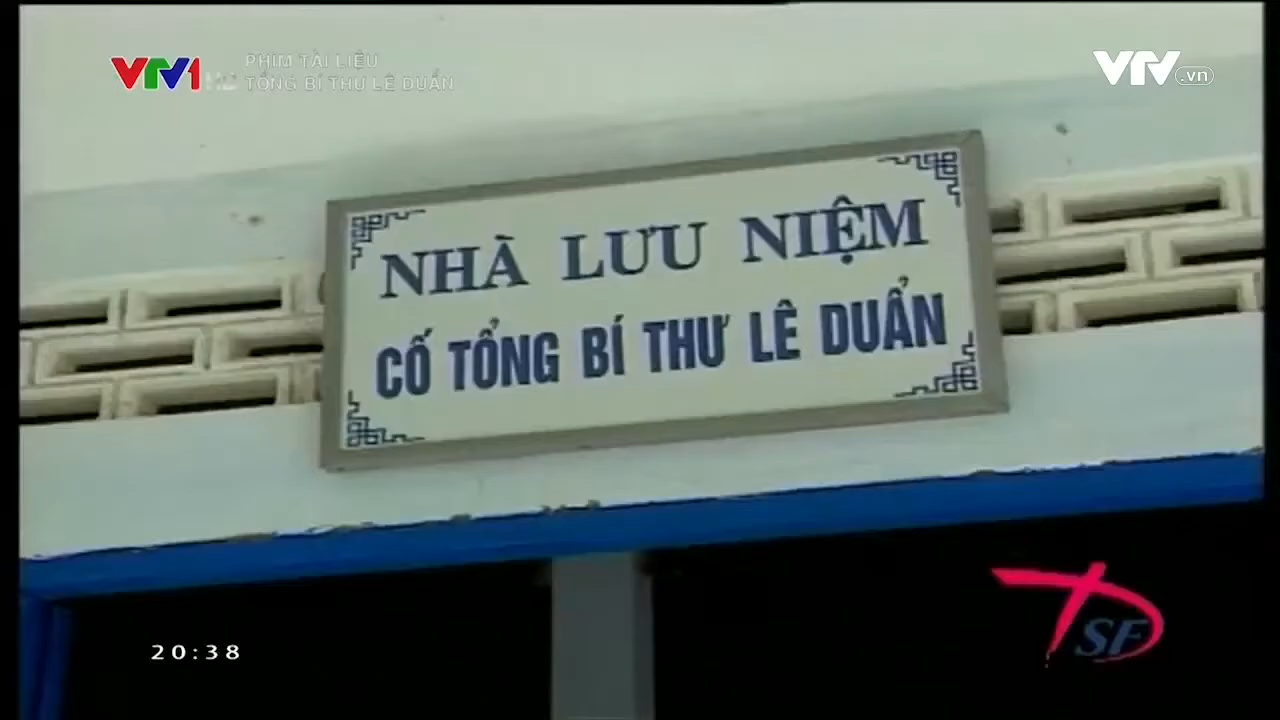 VTV1 HD
PHIM TÀI LIỆU
TỔNG BÍ THƯ LÊ DUẨN
VTV.vn
NHÀ LƯU NIỆM
CỐ TỔNG BÍ THƯ LÊ DUẨN
20:38
SF